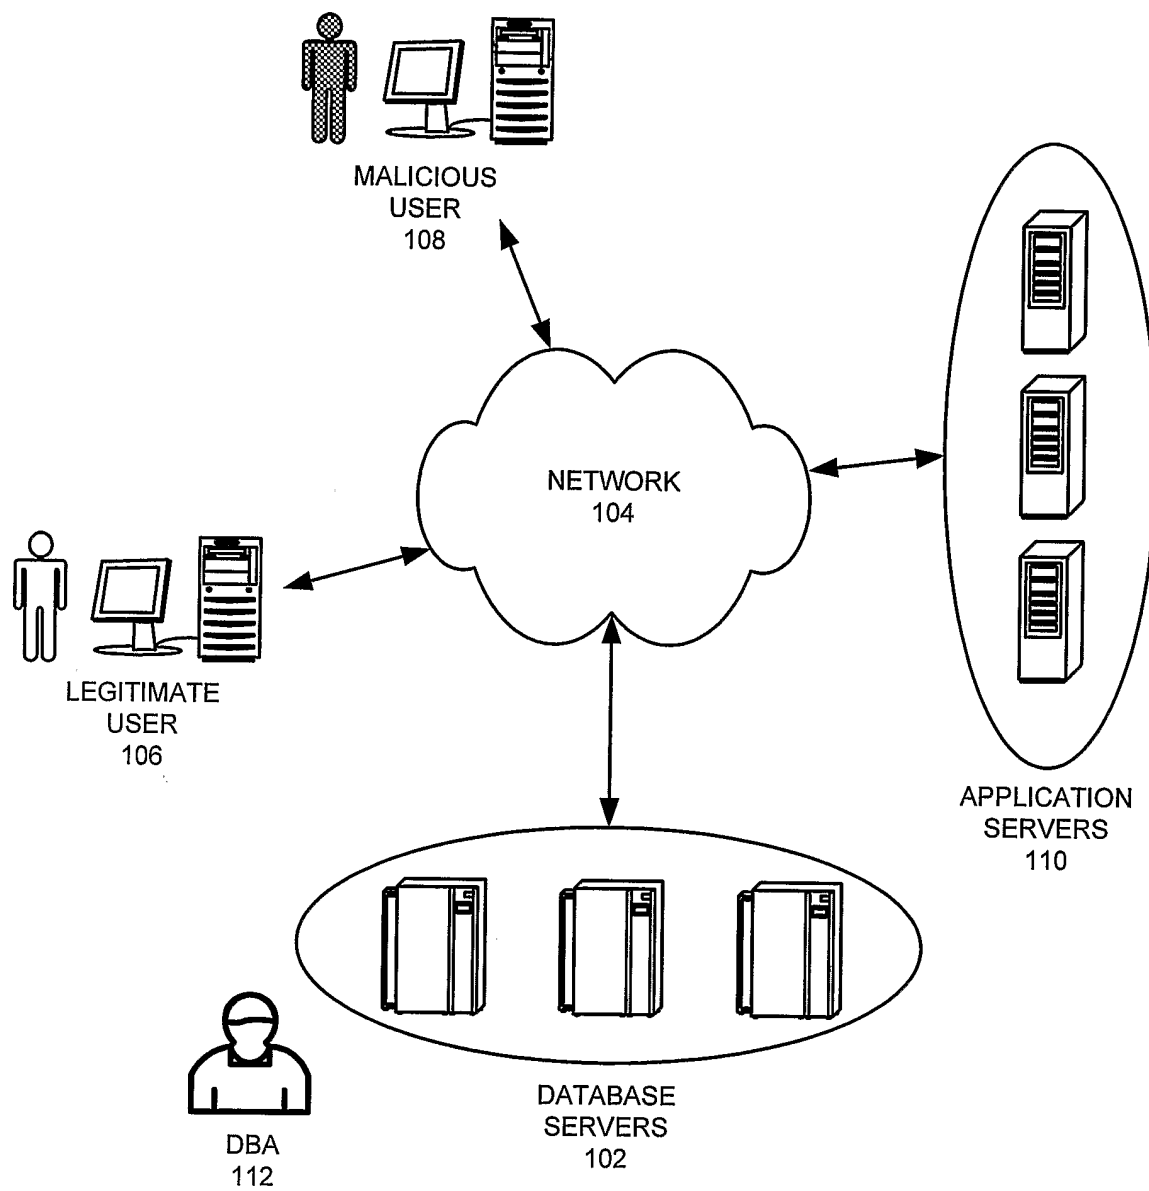 MALICIOUS
USER
108
NETWORK
104
LEGITIMATE
USER
106
APPLICATION
SERVERS
110
DATABASE
SERVERS
102
DBA
112